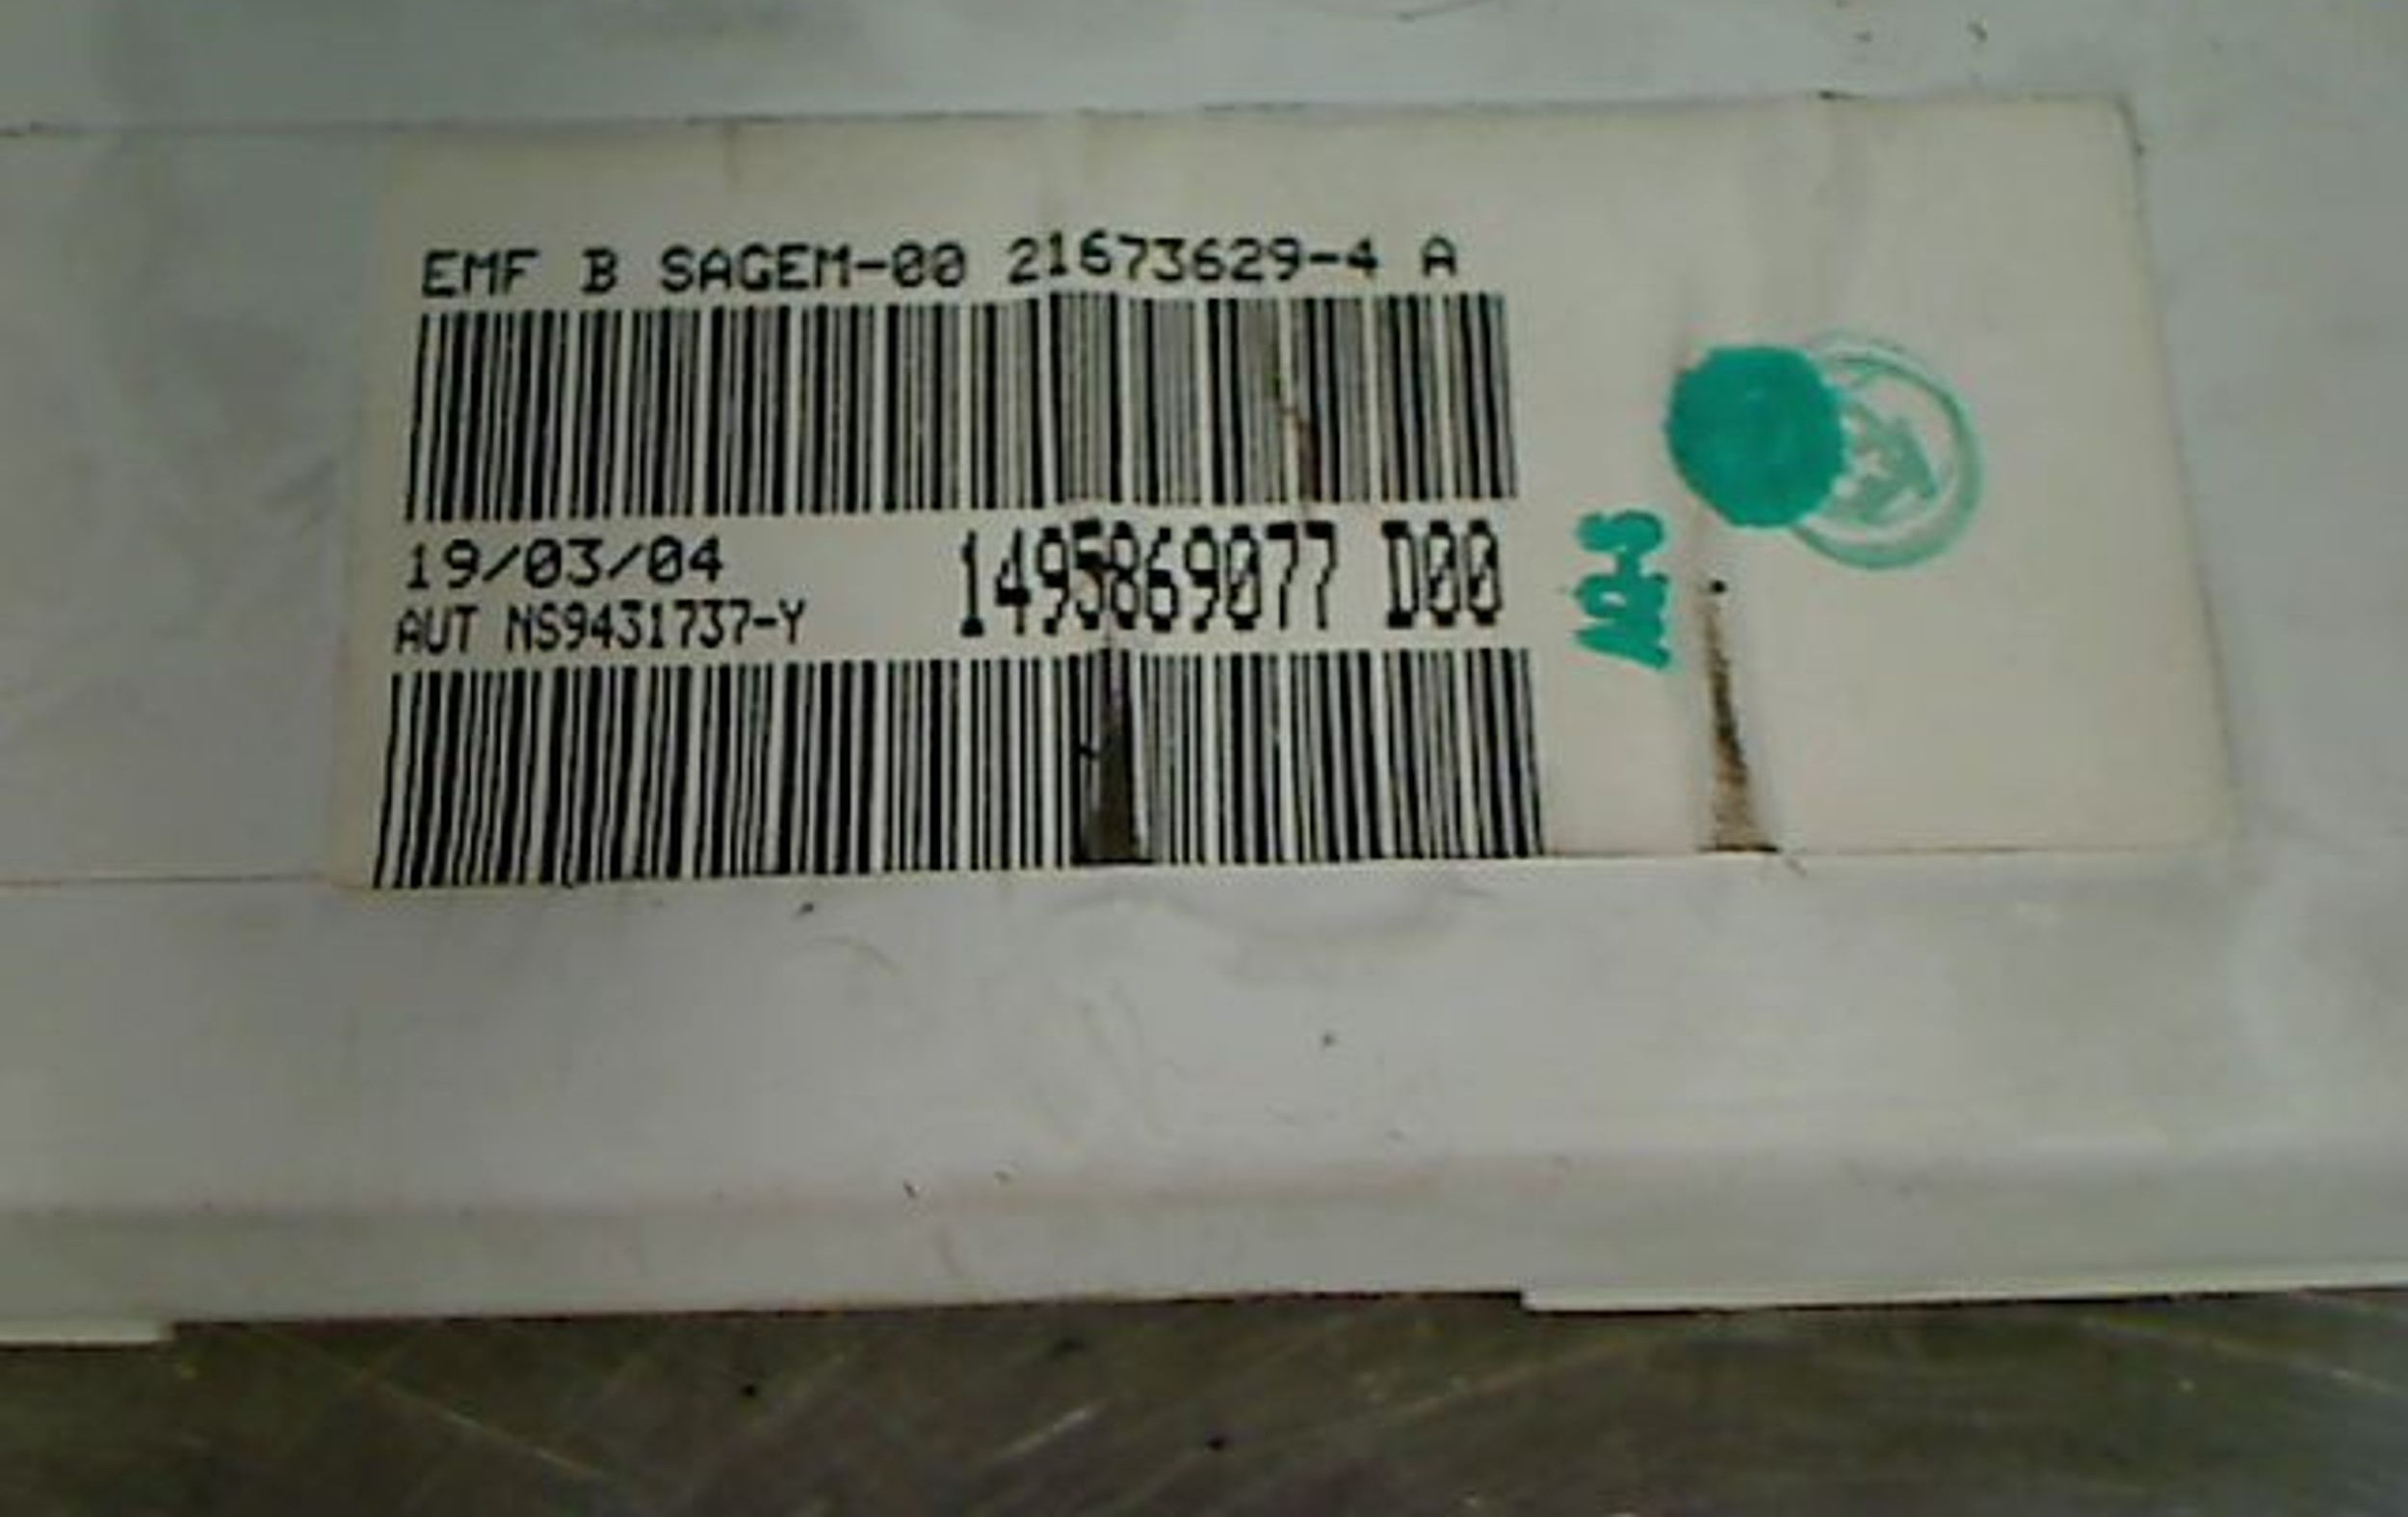 EMF B SAGEM-00 21673629-4 A
19/03/04
1495869077 D00
AUT NS9431737-Y